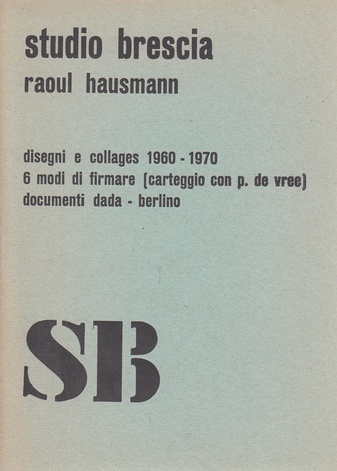 studio brescia
raoul hausmann
disegni e collages 1960 - 1970
6 modi di firmare (carteggio con p. de vree)
documenti dada - berlino
SB